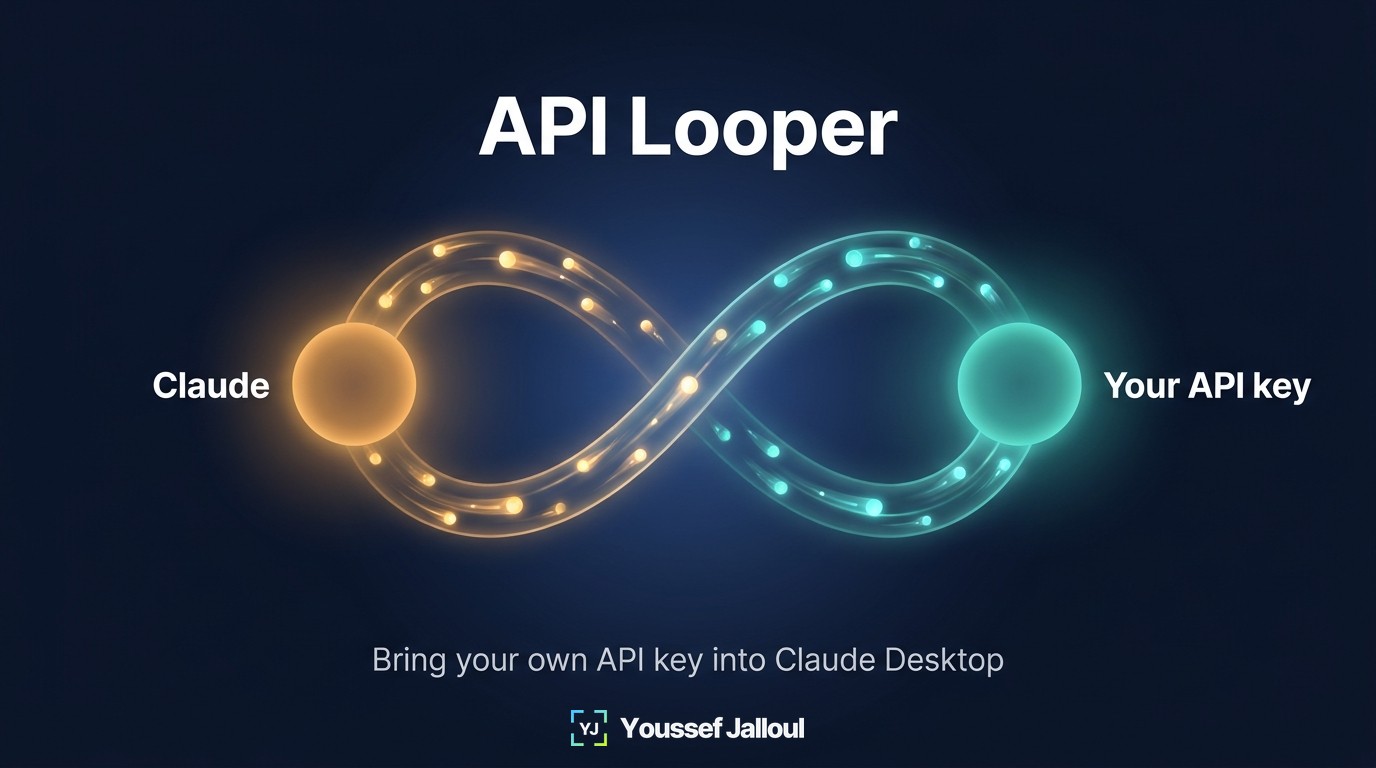 API Looper
Claude
Your API key
Bring your own API key into Claude Desktop
YJ Youssef Jalloul